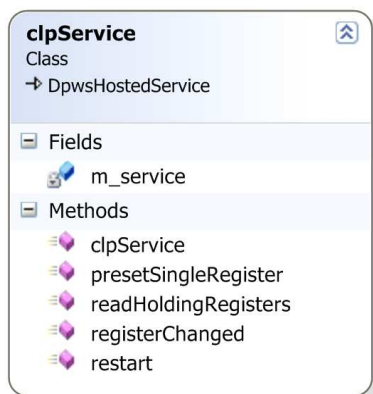 clpService
Class
DpwsHostedService
Fields
m_service
Methods
clpService
presetSingleRegister
readHoldingRegisters
registerChanged
restart